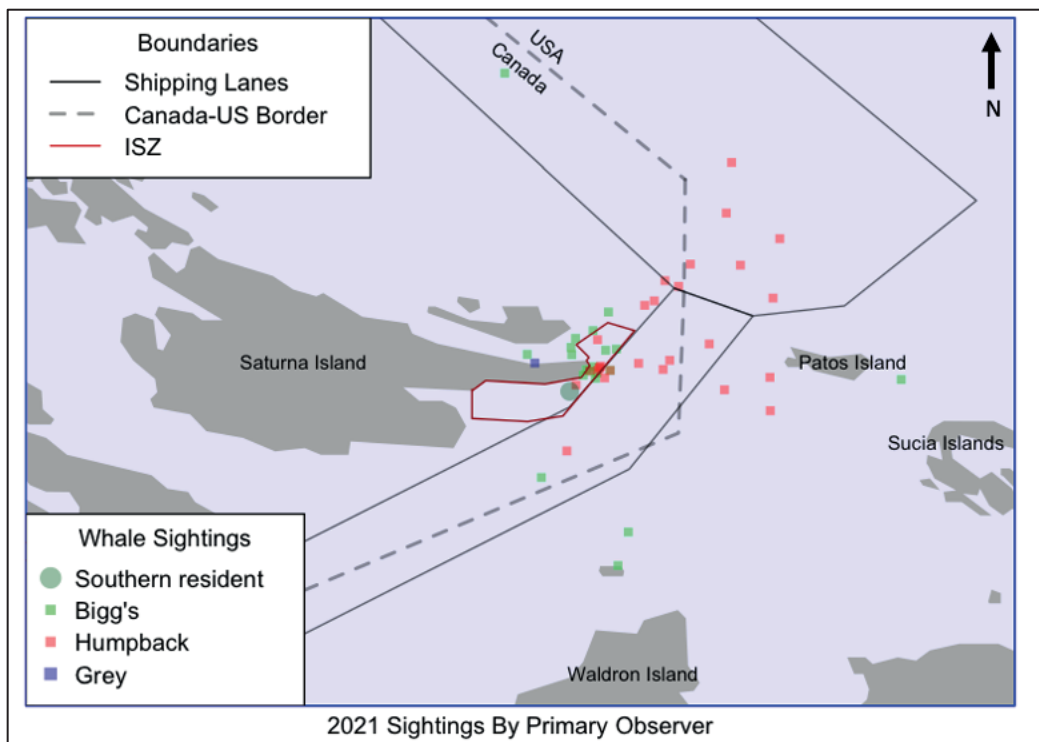 Boundaries
Shipping Lanes
Canada-US Border
ISZ
USA
Canada
N
Saturna Island
Patos Island
Sucia Islands
Whale Sightings
Southern resident
Bigg's
Humpback
Grey
Waldron Island
2021 Sightings By Primary Observer